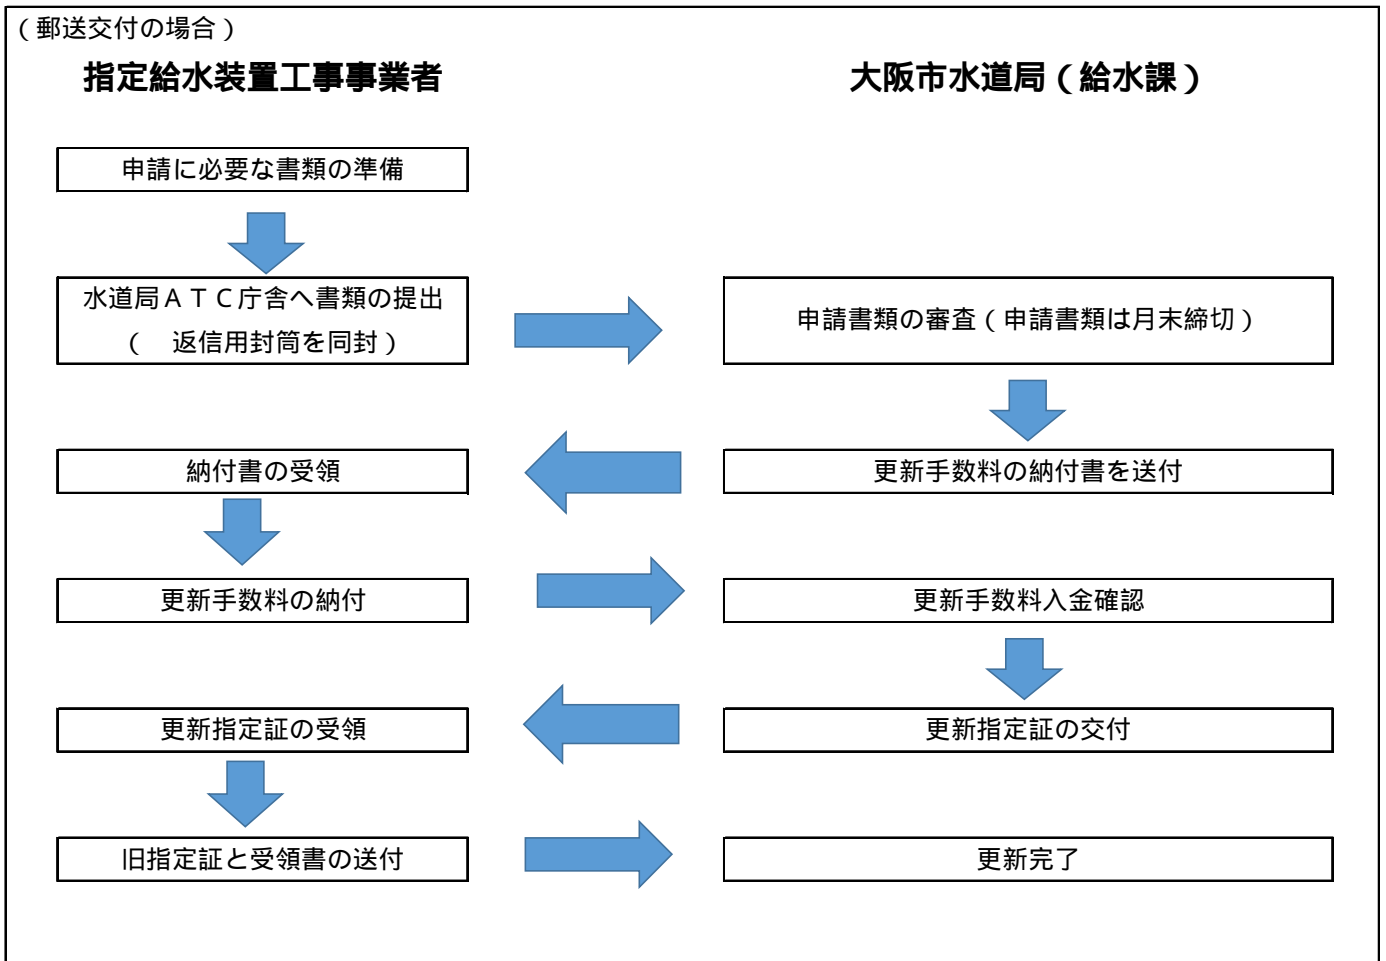 （郵送交付の場合）
指定給水装置工事事業者
大阪市水道局（給水課）
申請に必要な書類の準備
水道局ＡＴＣ庁舎へ書類の提出
（　返信用封筒を同封）
申請書類の審査（申請書類は月末締切）
納付書の受領
更新手数料の納付書を送付
更新手数料の納付
更新手数料入金確認
更新指定証の受領
更新指定証の交付
旧指定証と受領書の送付
更新完了